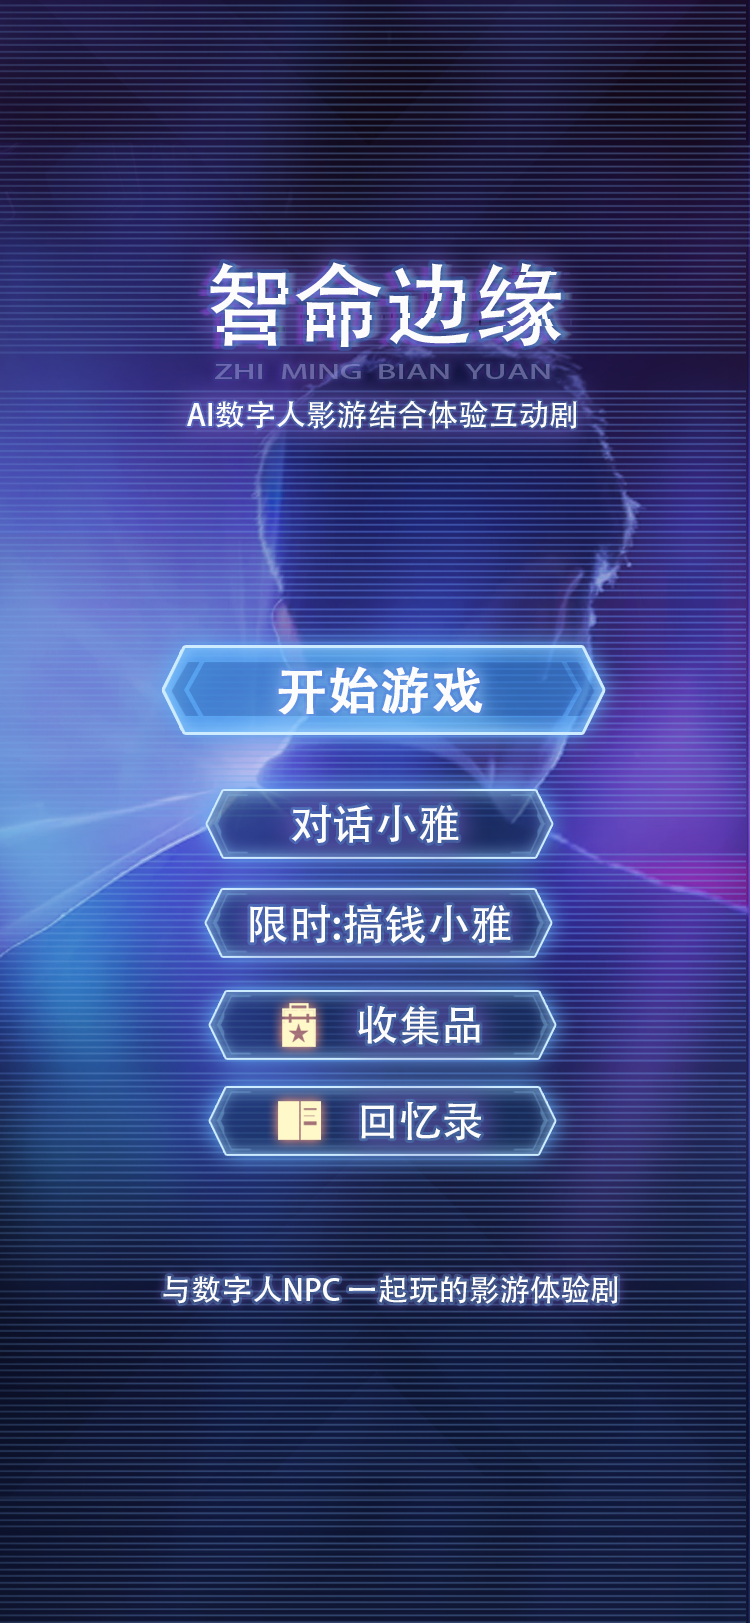 智命边缘
ZHI MING BIAN YUAN
AI数字人影游结合体验互动剧
开始游戏
对话小雅
限时:搞钱小雅
收集品
回忆录
与数字人NPC 一起玩的影游体验剧